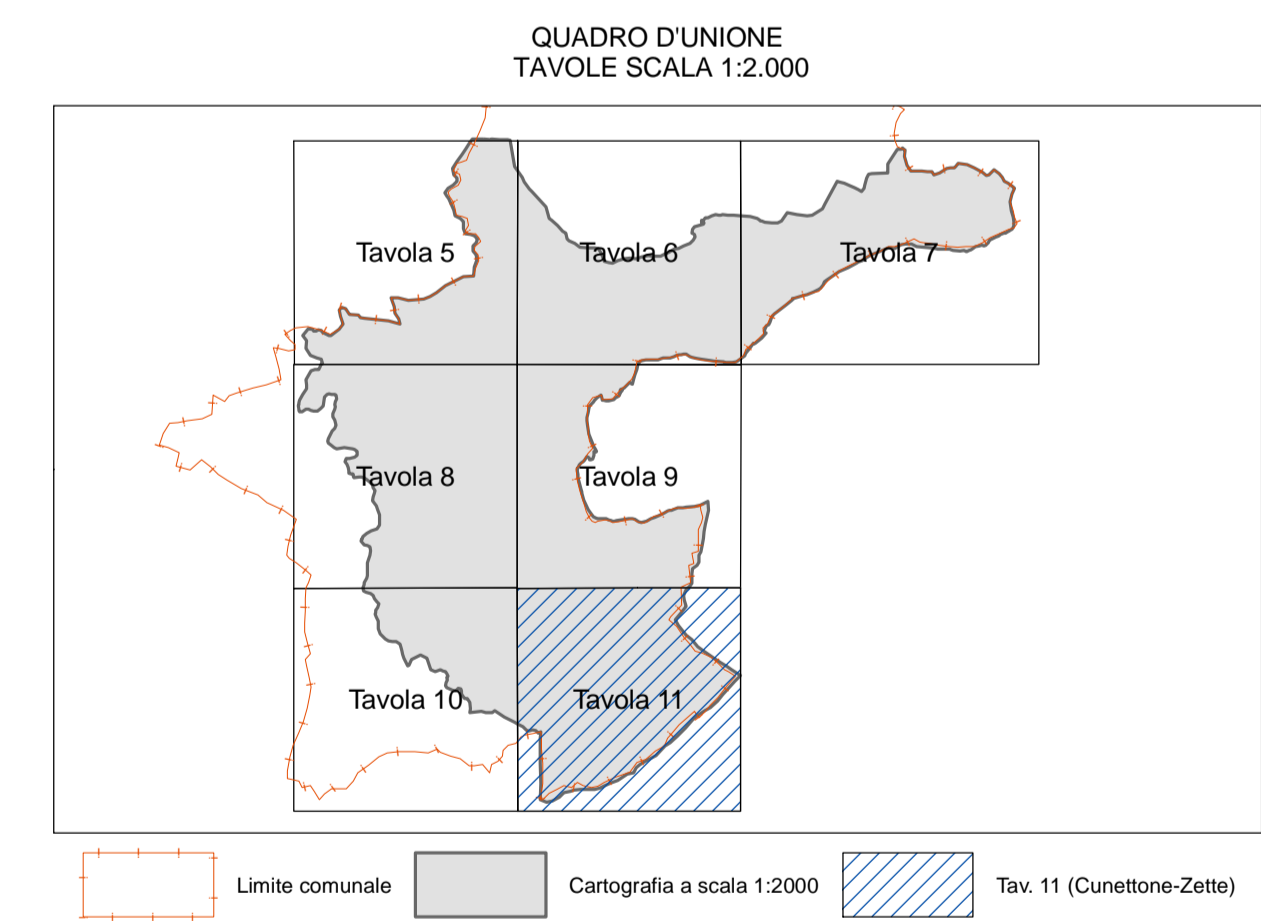 QUADRO D'UNIONE
TAVOLE SCALA 1:2.000
Tavola 5
Tavola 6
Tavola 7
Tavola 8
Tavola 9
Tavola 10
Tavola 11
Limite comunale
Cartografia a scala 1:2000
Tav. 11 (Cunettone-Zette)